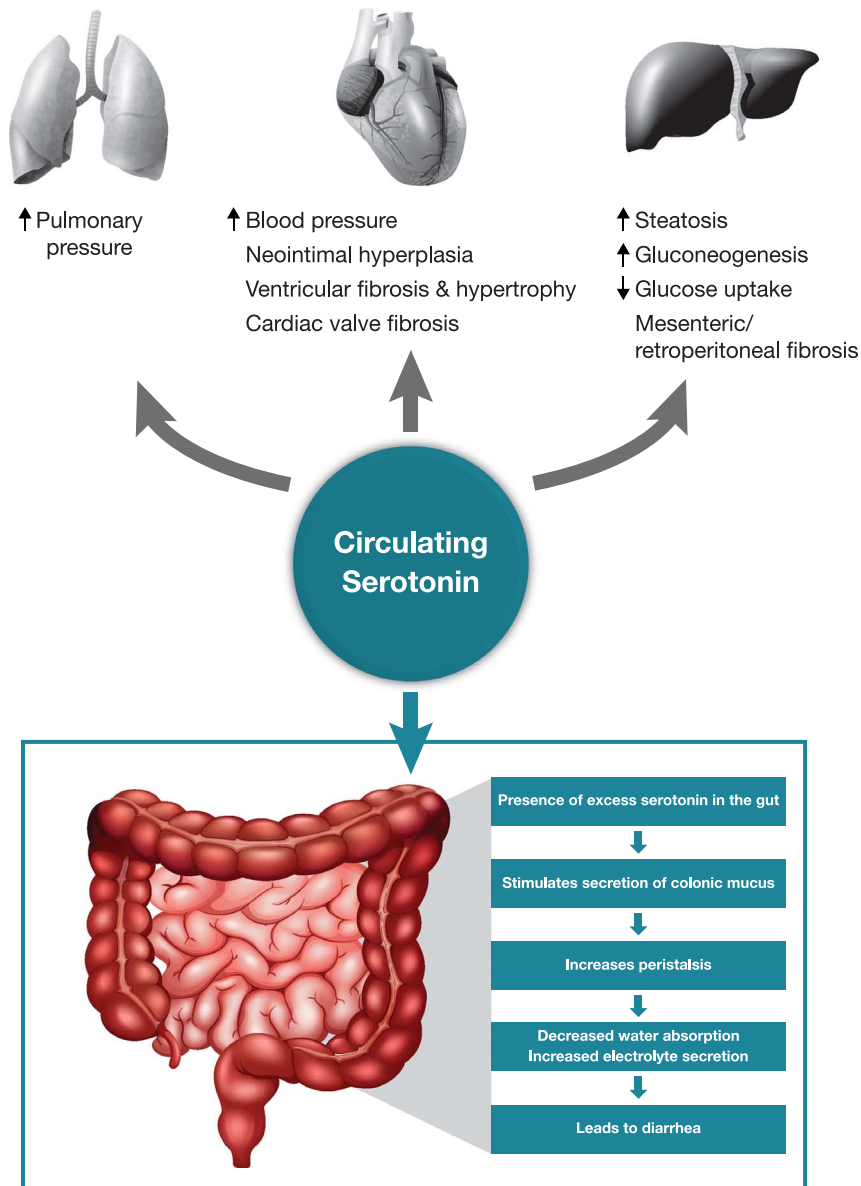 ↑ Pulmonary
pressure
↑ Blood pressure
Neointimal hyperplasia
Ventricular fibrosis & hypertrophy
Cardiac valve fibrosis
↑ Steatosis
↑ Gluconeogenesis
↓ Glucose uptake
Mesenteric/
retroperitoneal fibrosis
Circulating
Serotonin
Presence of excess serotonin in the gut
Stimulates secretion of colonic mucus
Increases peristalsis
Decreased water absorption
Increased electrolyte secretion
Leads to diarrhea